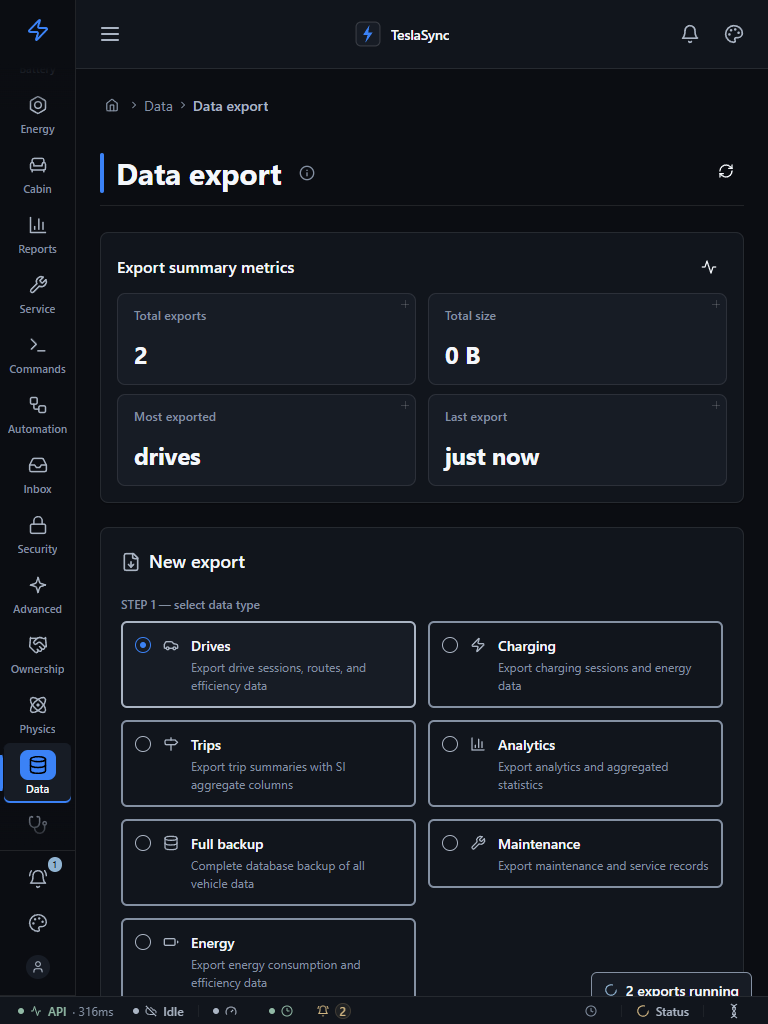 TeslaSync
Battery
Energy
Cabin
Reports
Service
Commands
Automation
Inbox
Security
Advanced
Ownership
Physics
Data
1
Data
Data export
Data export
Export summary metrics
Total exports
2
Total size
0 B
Most exported
drives
Last export
just now
New export
STEP 1 — select data type
Drives
Export drive sessions, routes, and
efficiency data
Charging
Export charging sessions and energy
data
Trips
Export trip summaries with SI
aggregate columns
Analytics
Export analytics and aggregated
statistics
Full backup
Complete database backup of all
vehicle data
Maintenance
Export maintenance and service records
Energy
Export energy consumption and
efficiency data
2 exports running
API · 316ms
Idle
2
Status